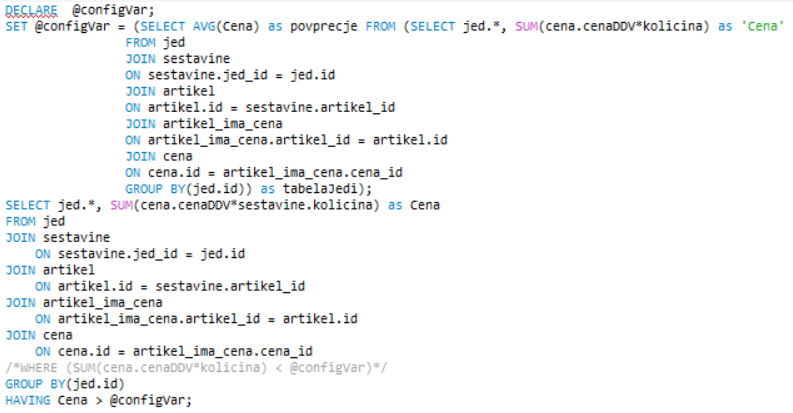 DECLARE  @configVar;
SET @configVar = (SELECT AVG(Cena) as povprecje FROM (SELECT jed.*, SUM(cena.cenaDDV*kolicina) as 'Cena'
FROM jed
JOIN sestavine
ON sestavine.jed_id = jed.id
JOIN artikel
ON artikel.id = sestavine.artikel_id
JOIN artikel_ima_cena
ON artikel_ima_cena.artikel_id = artikel.id
JOIN cena
ON cena.id = artikel_ima_cena.cena_id
GROUP BY(jed.id)) as tabelaJedi);
SELECT jed.*, SUM(cena.cenaDDV*sestavine.kolicina) as Cena
FROM jed
JOIN sestavine
ON sestavine.jed_id = jed.id
JOIN artikel
ON artikel.id = sestavine.artikel_id
JOIN artikel_ima_cena
ON artikel_ima_cena.artikel_id = artikel.id
JOIN cena
ON cena.id = artikel_ima_cena.cena_id
/*WHERE (SUM(cena.cenaDDV*kolicina) < @configVar)*/
GROUP BY(jed.id)
HAVING Cena > @configVar;